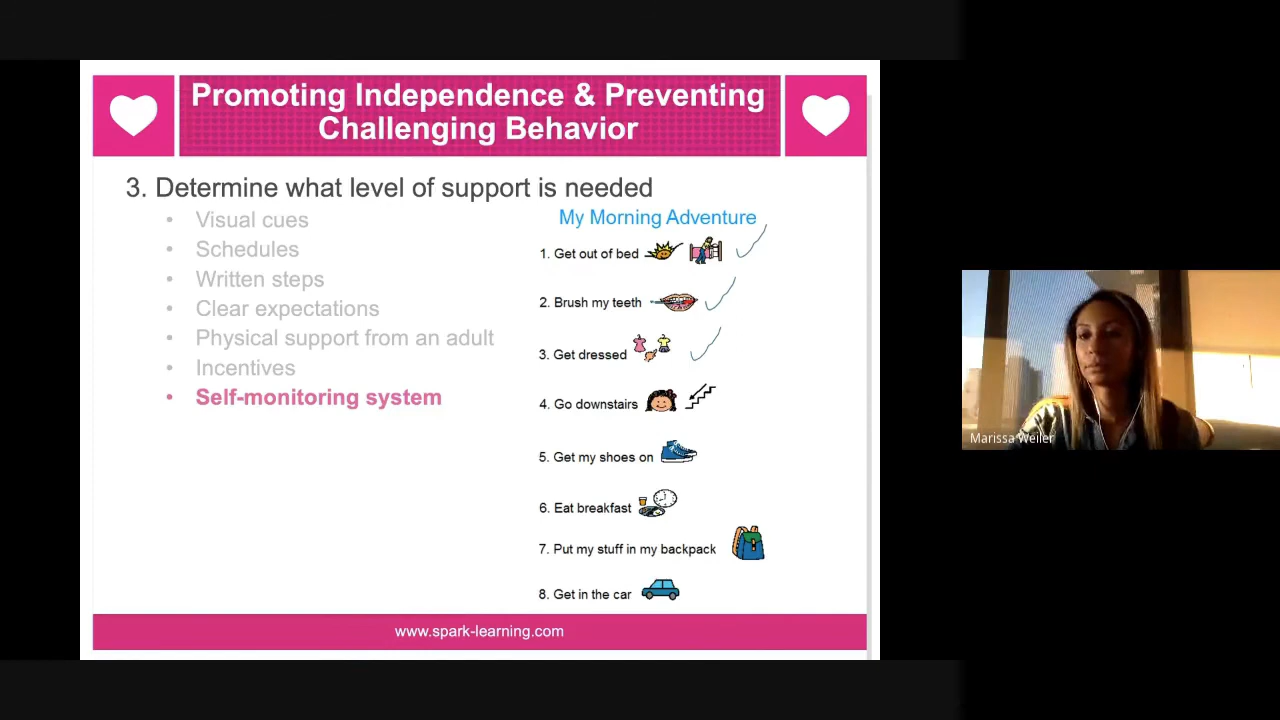 Promoting Independence & Preventing
Challenging Behavior
3. Determine what level of support is needed
• Visual cues
• Schedules
• Written steps
• Clear expectations
• Physical support from an adult
• Incentives
• Self-monitoring system
My Morning Adventure
1. Get out of bed
2. Brush my teeth
3. Get dressed
4. Go downstairs
5. Get my shoes on
6. Eat breakfast
7. Put my stuff in my backpack
8. Get in the car
www.spark-learning.com
Marissa Weiler